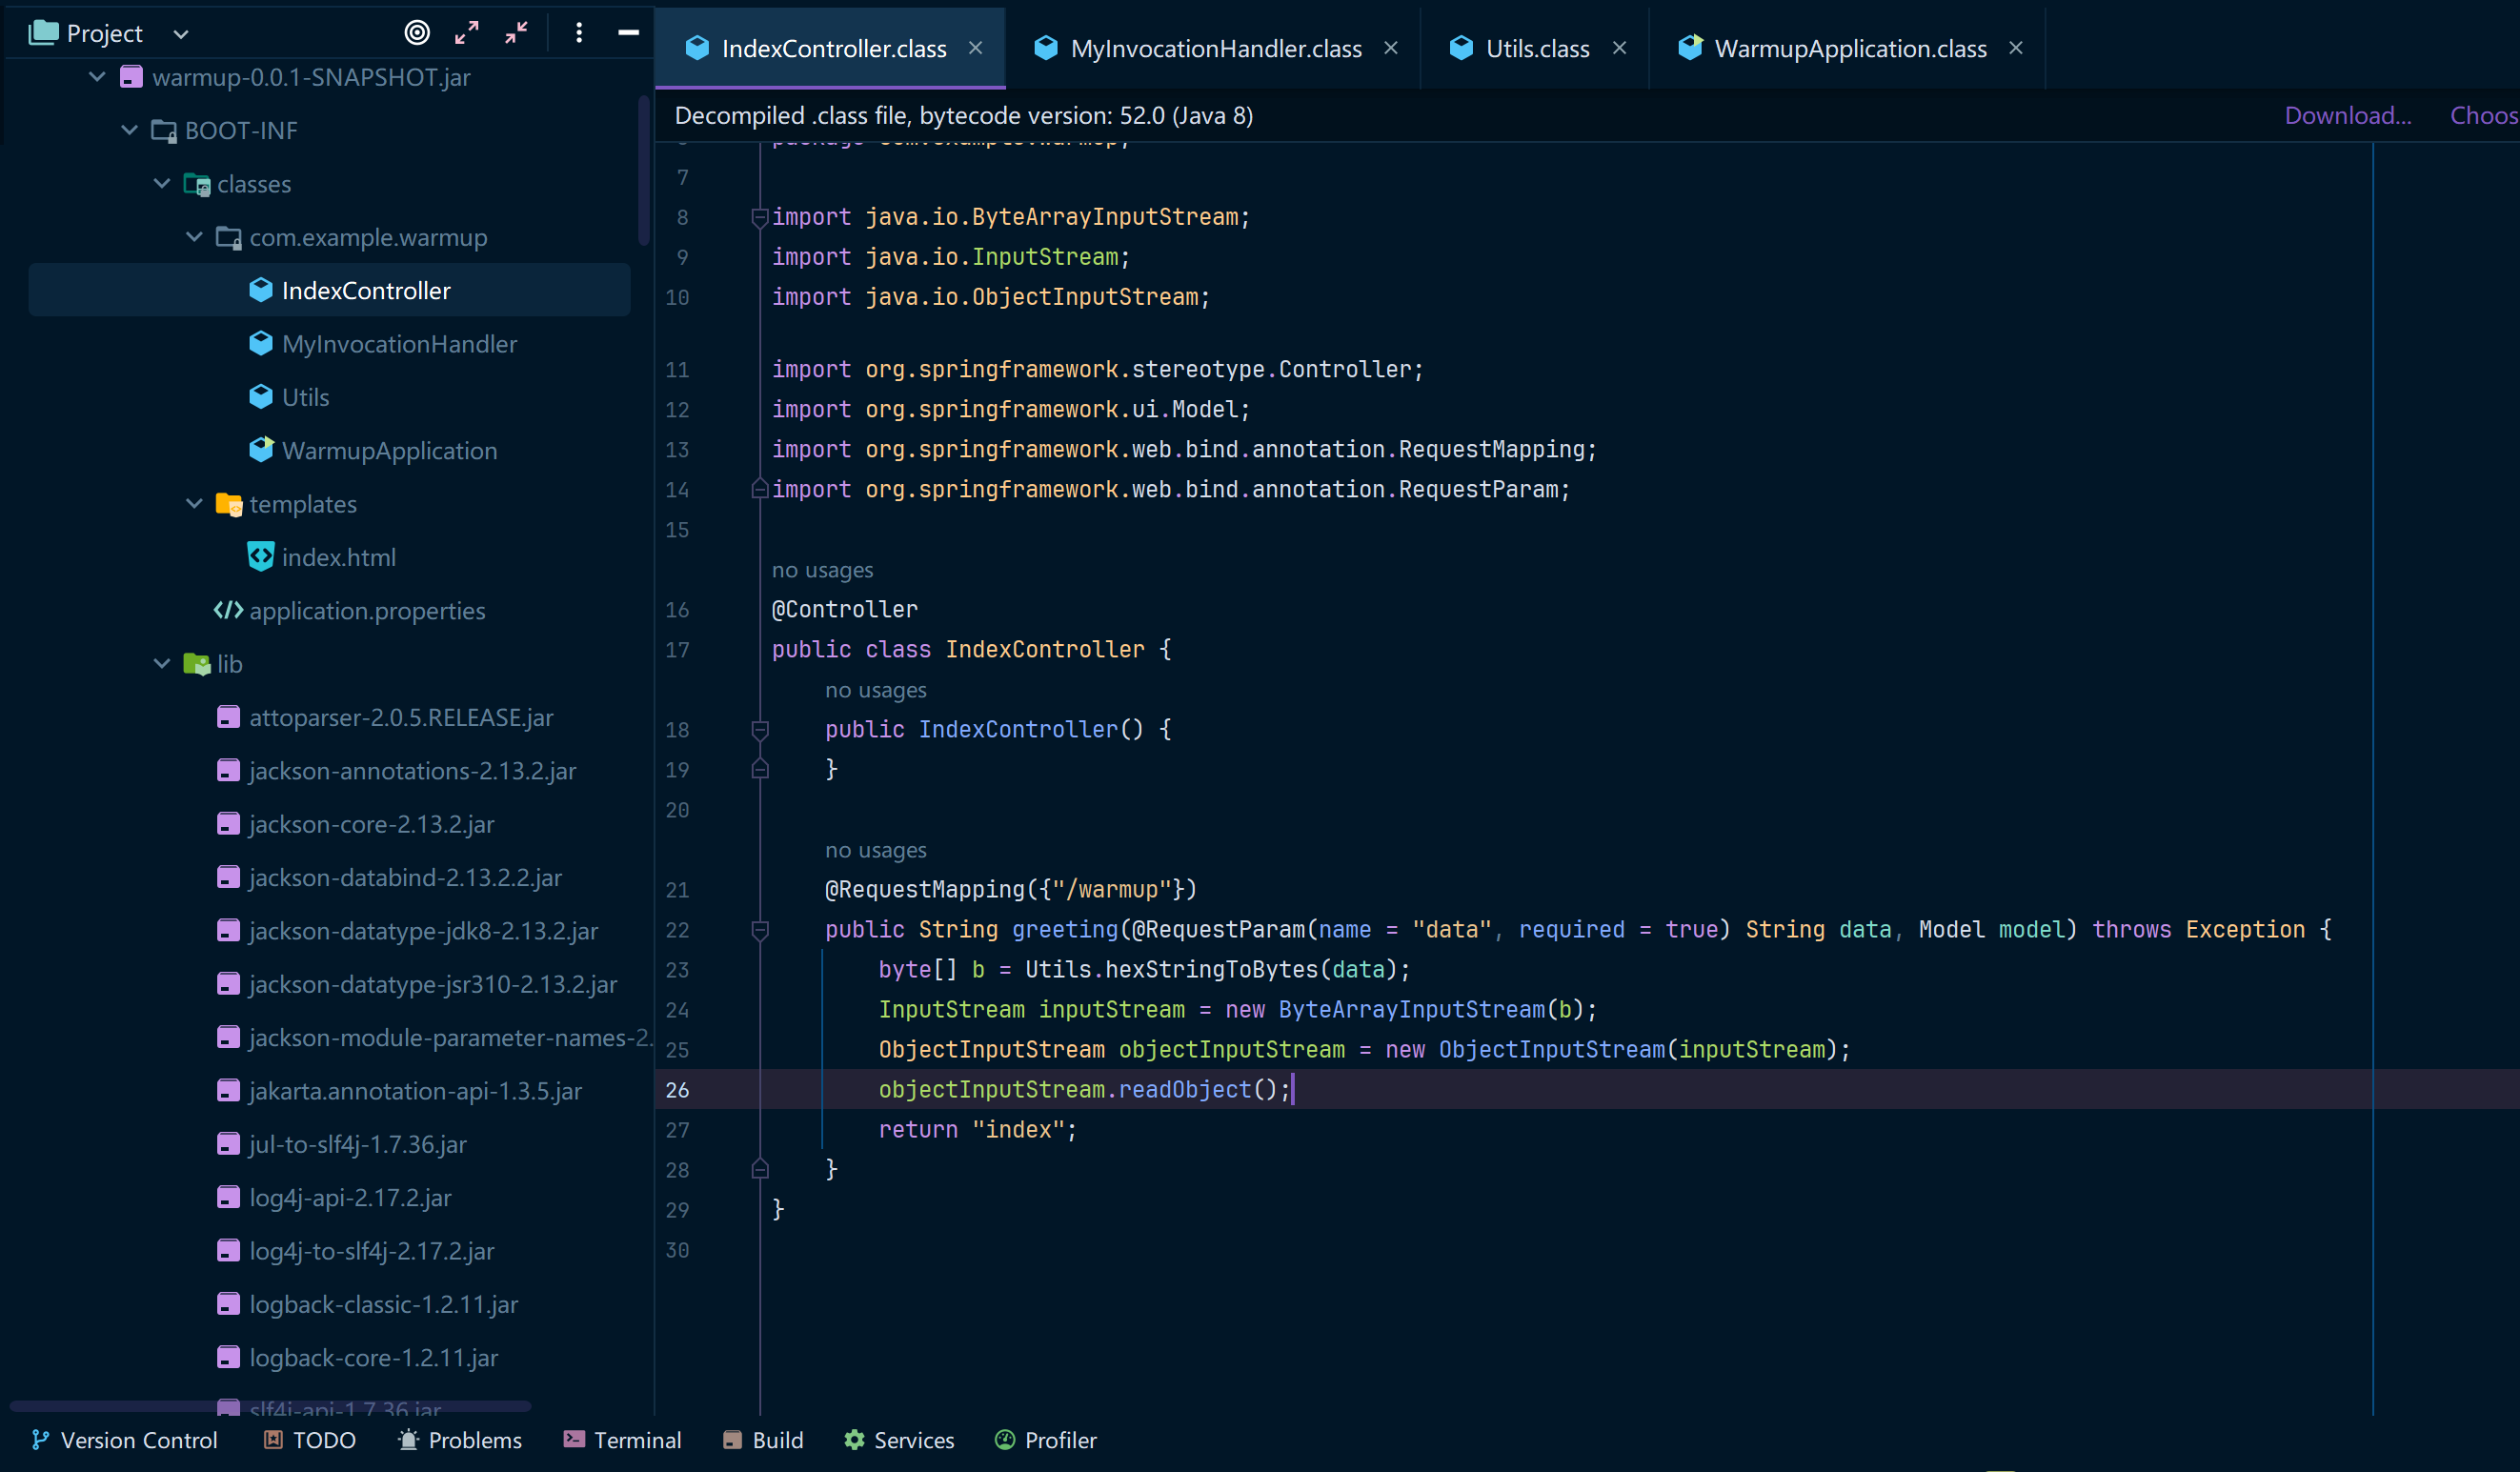 Project
warmup-0.0.1-SNAPSHOT.jar
BOOT-INF
classes
com.example.warmup
IndexController
MyInvocationHandler
Utils
WarmupApplication
templates
index.html
application.properties
lib
attoparser-2.0.5.RELEASE.jar
jackson-annotations-2.13.2.jar
jackson-core-2.13.2.jar
jackson-databind-2.13.2.2.jar
jackson-datatype-jdk8-2.13.2.jar
jackson-datatype-jsr310-2.13.2.jar
jackson-module-parameter-names-2.
jakarta.annotation-api-1.3.5.jar
jul-to-slf4j-1.7.36.jar
log4j-api-2.17.2.jar
log4j-to-slf4j-2.17.2.jar
logback-classic-1.2.11.jar
logback-core-1.2.11.jar
slf4j-api-1.7.36.jar
IndexController.class MyInvocationHandler.class Utils.class WarmupApplication.class
Decompiled .class file, bytecode version: 52.0 (Java 8) Download... Choos
package com.example.warmup;
7
8 import java.io.ByteArrayInputStream;
9 import java.io.InputStream;
10 import java.io.ObjectInputStream;
11 import org.springframework.stereotype.Controller;
12 import org.springframework.ui.Model;
13 import org.springframework.web.bind.annotation.RequestMapping;
14 import org.springframework.web.bind.annotation.RequestParam;
15
no usages
16 @Controller
17 public class IndexController {
no usages
18 public IndexController() {
19 }
20
no usages
21 @RequestMapping({"/warmup"})
22 public String greeting(@RequestParam(name = "data", required = true) String data, Model model) throws Exception {
23 byte[] b = Utils.hexStringToBytes(data);
24 InputStream inputStream = new ByteArrayInputStream(b);
25 ObjectInputStream objectInputStream = new ObjectInputStream(inputStream);
26 objectInputStream.readObject();
27 return "index";
28 }
29 }
30
Version Control TODO Problems Terminal Build Services Profiler